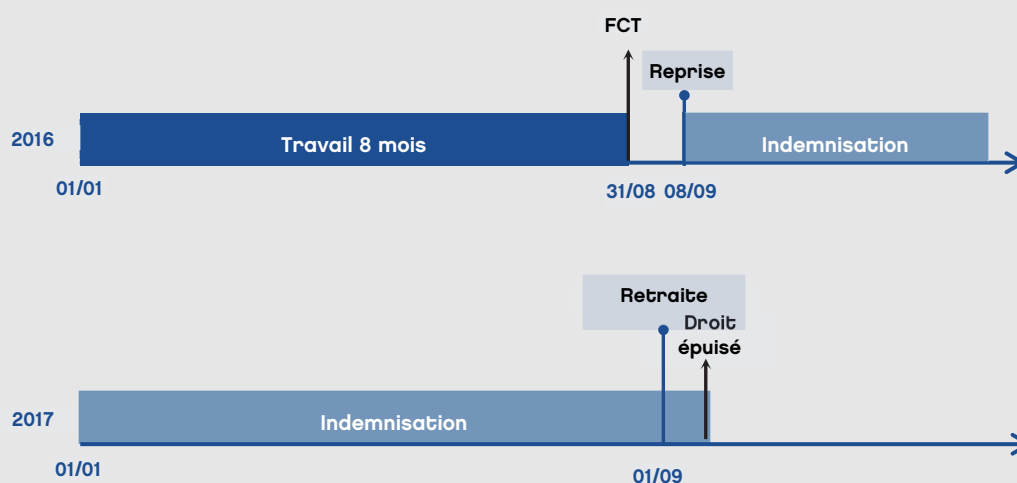 FCT
Reprise
2016
Travail 8 mois
Indemnisation
01/01
31/08 08/09
Retraite
Droit
épuisé
2017
Indemnisation
01/01
01/09